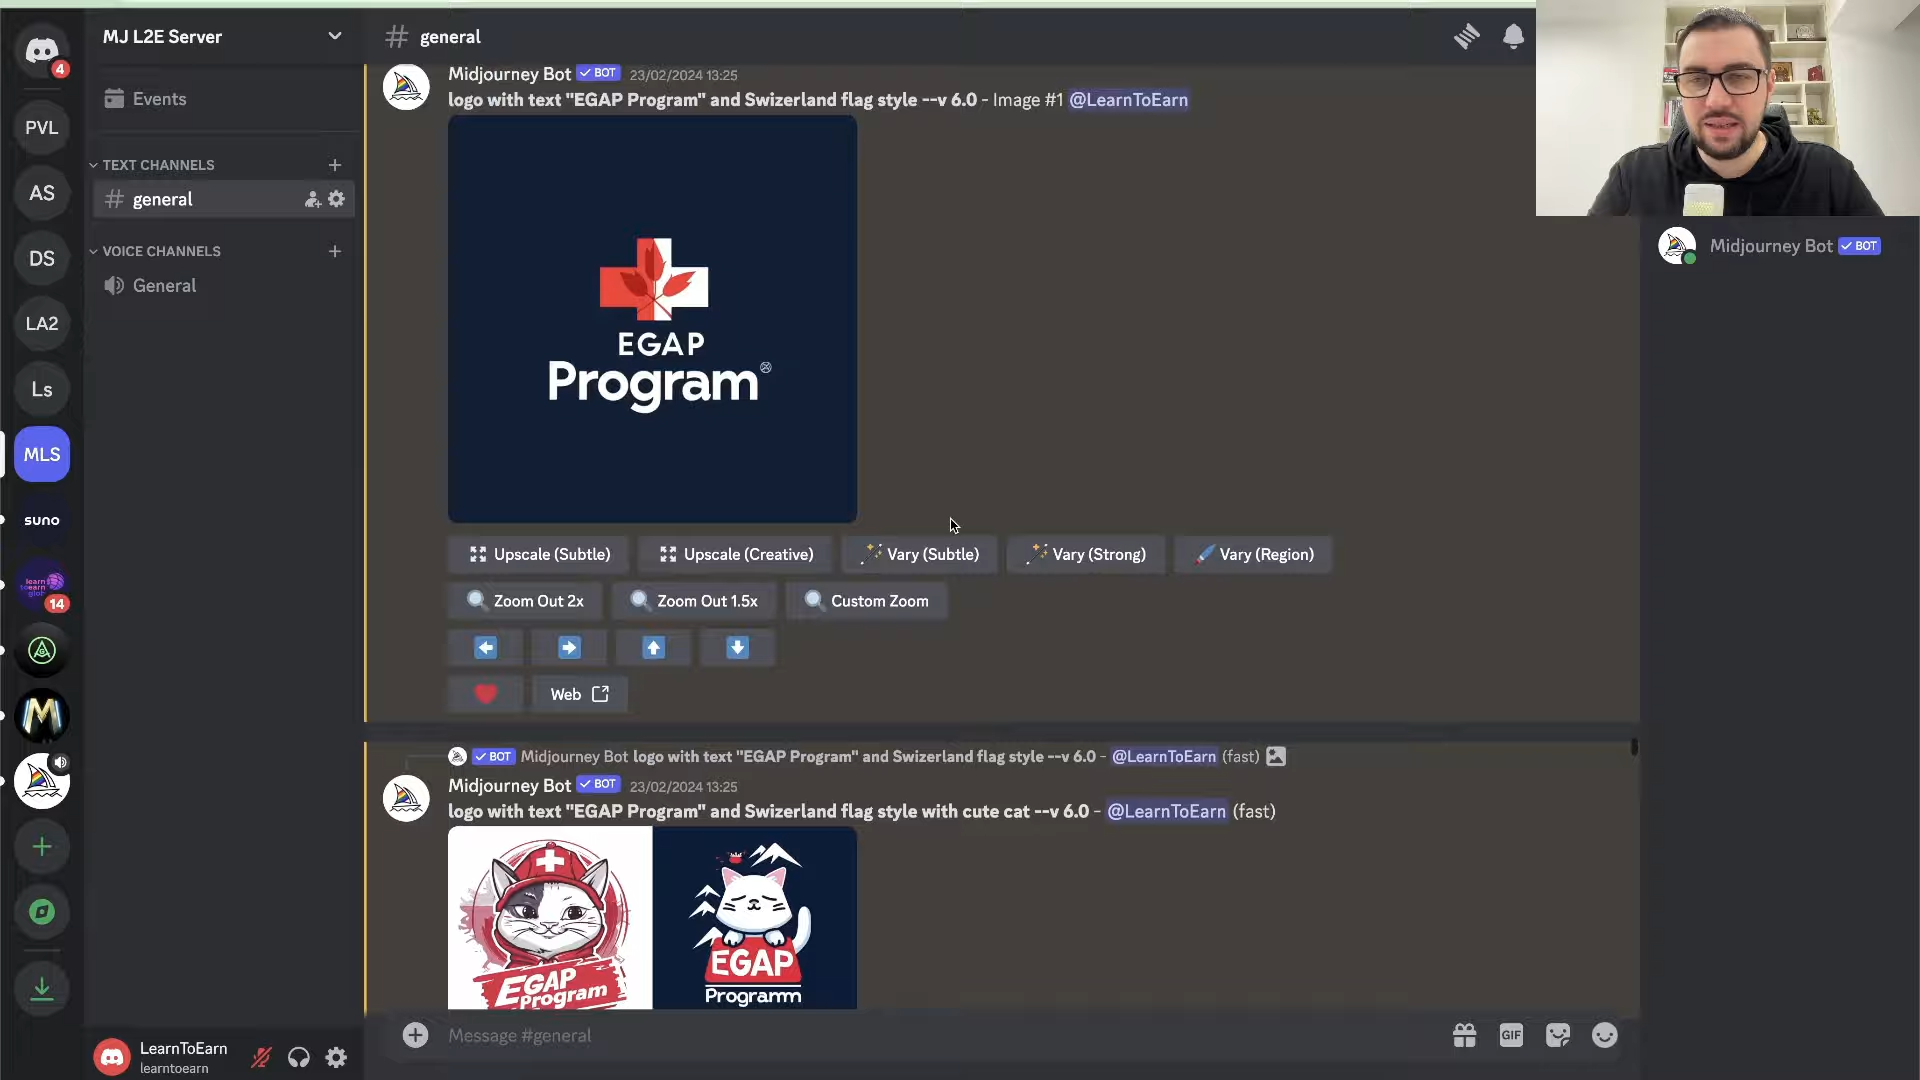 4
PVL
AS
DS
LA2
Ls
MLS
suno
learn
14
MJ L2E Server
Events
TEXT CHANNELS
general
VOICE CHANNELS
General
LearnToEarn
learntoearn
# general
Midjourney Bot BOT 23/02/2024 13:25
logo with text "EGAP Program" and Swizerland flag style --v 6.0 - Image #1 @LearnToEarn
EGAP
Program
Upscale (Subtle) Upscale (Creative) Vary (Subtle) Vary (Strong) Vary (Region)
Zoom Out 2x Zoom Out 1.5x Custom Zoom
Web
BOT Midjourney Bot logo with text "EGAP Program" and Swizerland flag style --v 6.0 - @LearnToEarn (fast)
Midjourney Bot BOT 23/02/2024 13:25
logo with text "EGAP Program" and Swizerland flag style with cute cat --v 6.0 - @LearnToEarn (fast)
EGAP
Program
EGAP
Programm
Message #general
GIF
Midjourney Bot BOT